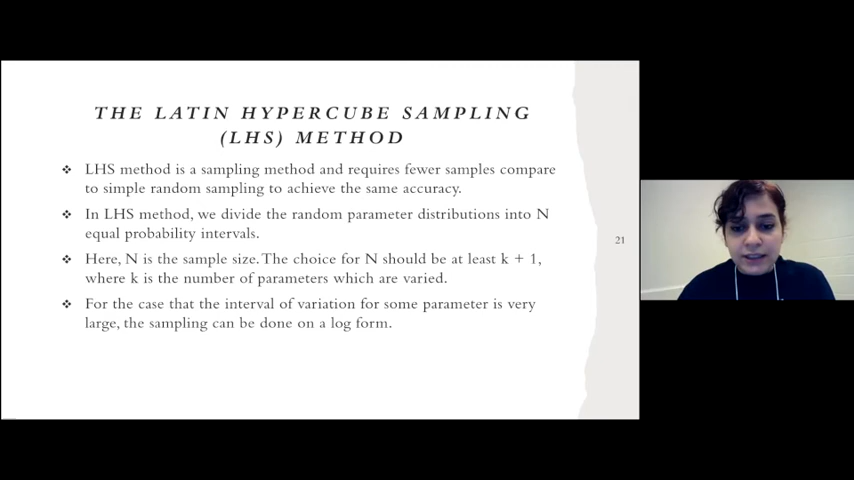 THE LATIN HYPERCUBE SAMPLING
(LHS) METHOD
❖ LHS method is a sampling method and requires fewer samples compare
to simple random sampling to achieve the same accuracy.
❖ In LHS method, we divide the random parameter distributions into N
equal probability intervals.
❖ Here, N is the sample size. The choice for N should be at least k + 1,
where k is the number of parameters which are varied.
❖ For the case that the interval of variation for some parameter is very
large, the sampling can be done on a log form.
21